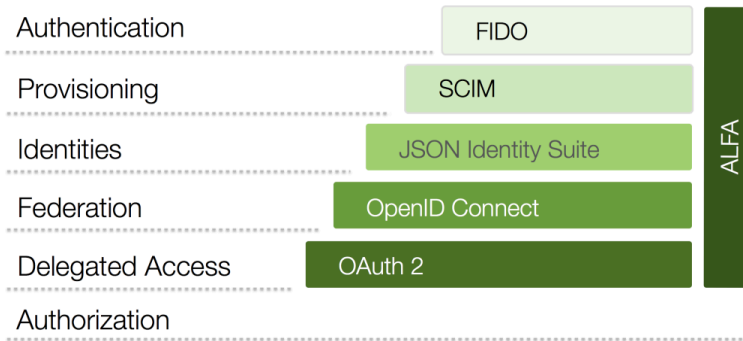 Authentication FIDO
Provisioning SCIM
Identities JSON Identity Suite
Federation OpenID Connect
Delegated Access OAuth 2
Authorization
ALFA